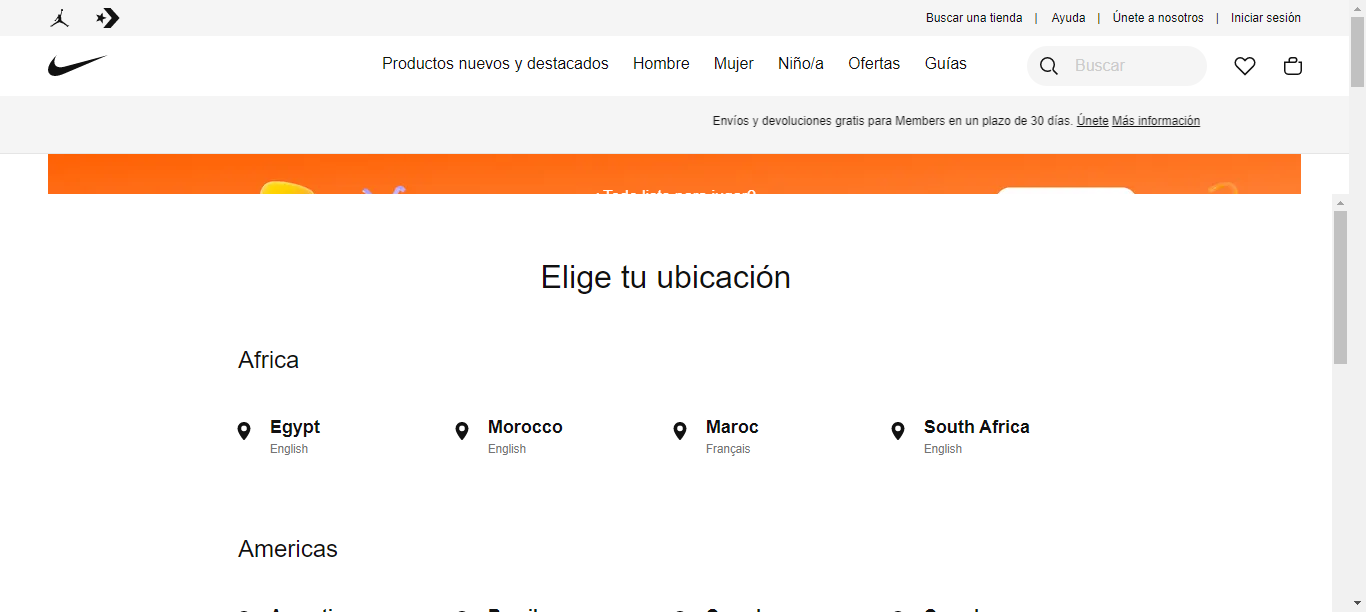 Buscar una tienda | Ayuda | Únete a nosotros | Iniciar sesión
Productos nuevos y destacados Hombre Mujer Niño/a Ofertas Guías Buscar
Envíos y devoluciones gratis para Members en un plazo de 30 días. Únete Más información
Elige tu ubicación
Africa
Egypt Morocco Maroc South Africa
English English Français English
Americas